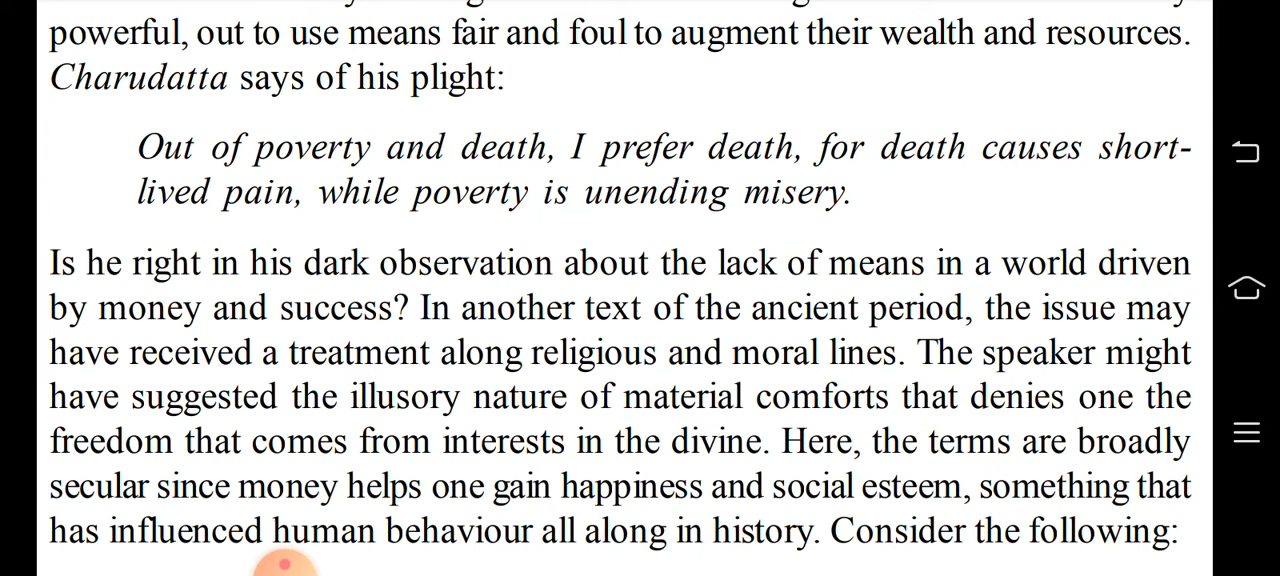 powerful, out to use means fair and foul to augment their wealth and resources.
Charudatta says of his plight:
Out of poverty and death, I prefer death, for death causes short-
lived pain, while poverty is unending misery.
Is he right in his dark observation about the lack of means in a world driven
by money and success? In another text of the ancient period, the issue may
have received a treatment along religious and moral lines. The speaker might
have suggested the illusory nature of material comforts that denies one the
freedom that comes from interests in the divine. Here, the terms are broadly
secular since money helps one gain happiness and social esteem, something that
has influenced human behaviour all along in history. Consider the following: